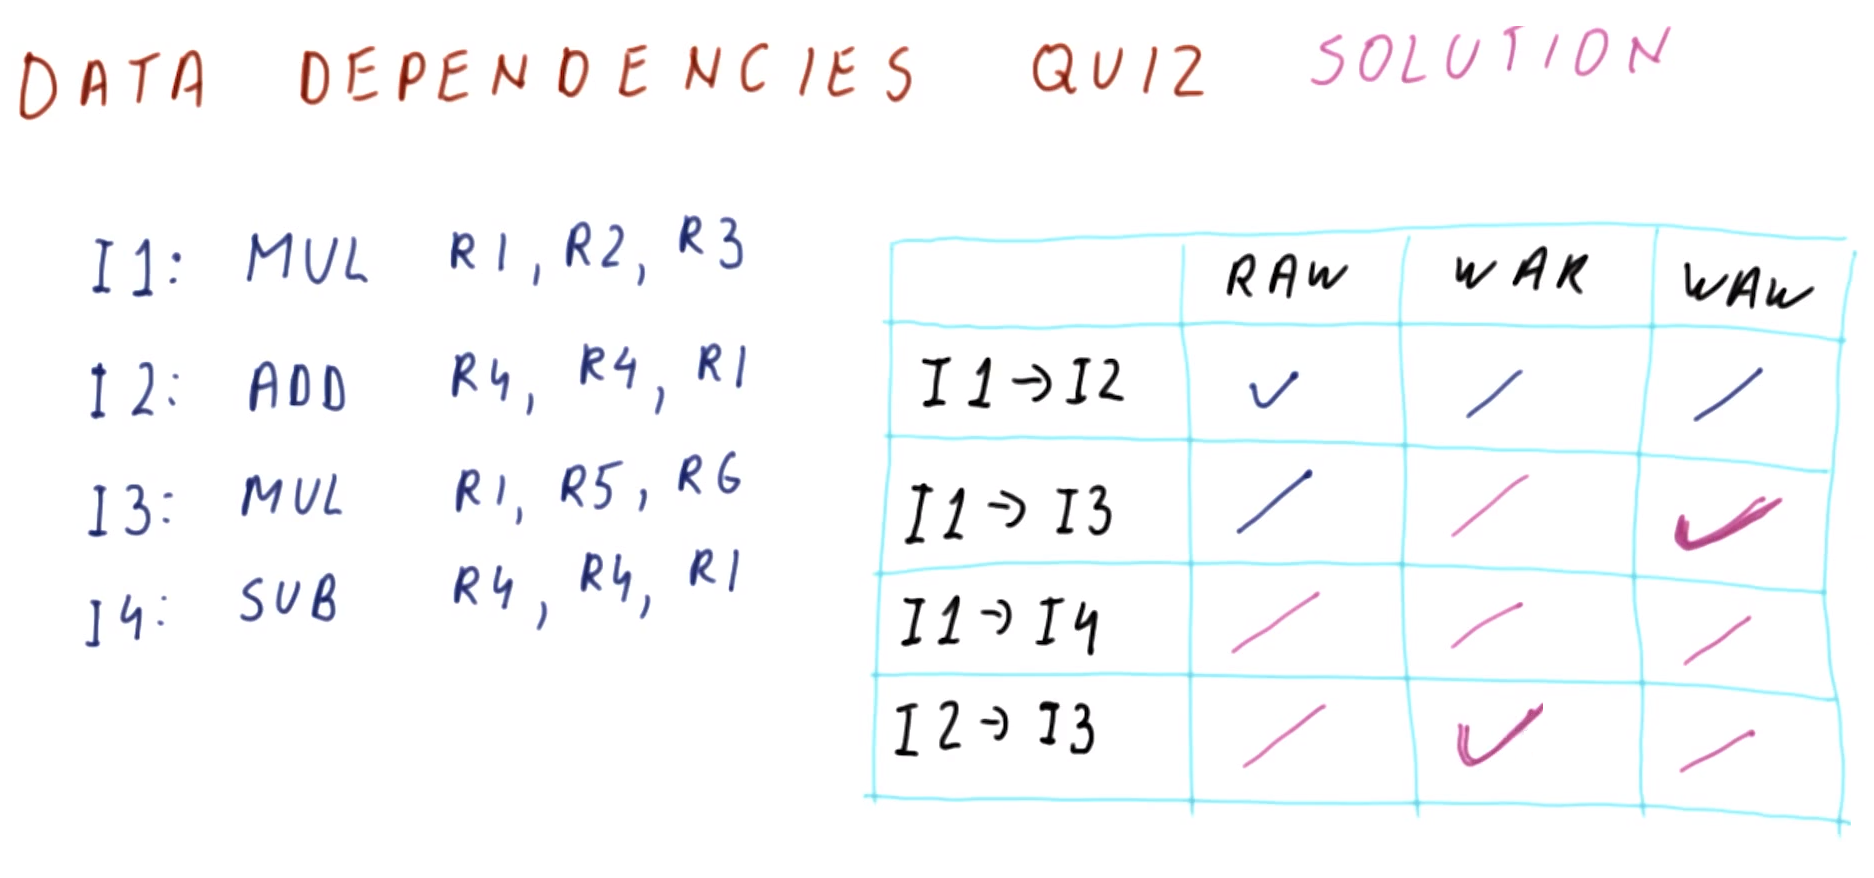 DATA DEPENDENCIES QUIZ SOLUTION
I1: MUL R1, R2, R3
I2: ADD R4, R4, R1
I3: MUL R1, R5, R6
I4: SUB R4, R4, R1
RAW WAR WAW
I1→I2 ✓ / /
I1→I3 / / ✓
I1→I4 / / /
I2→I3 / ✓ /